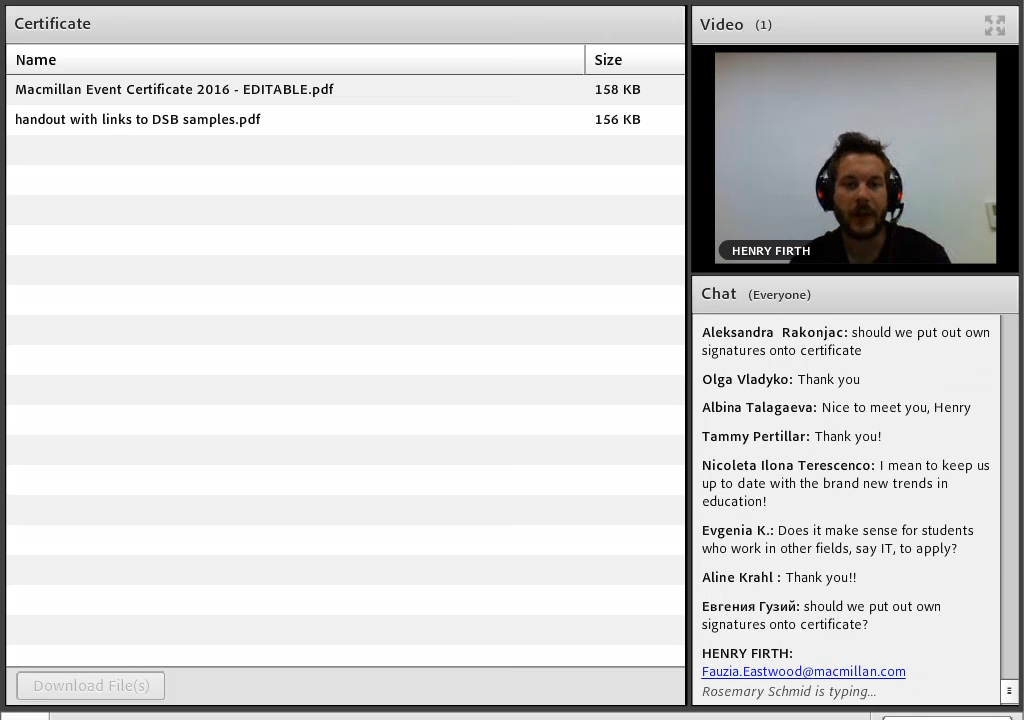 Certificate
Name Size
Macmillan Event Certificate 2016 - EDITABLE.pdf 158 KB
handout with links to DSB samples.pdf 156 KB
Download File(s)
Video (1)
HENRY FIRTH
Chat (Everyone)
Aleksandra Rakonjac: should we put out own
signatures onto certificate
Olga Vladyko: Thank you
Albina Talagaeva: Nice to meet you, Henry
Tammy Pertillar: Thank you!
Nicoleta Ilona Terescenco: I mean to keep us
up to date with the brand new trends in
education!
Evgenia K.: Does it make sense for students
who work in other fields, say IT, to apply?
Aline Krahl : Thank you!!
Евгения Гузий: should we put out own
signatures onto certificate?
HENRY FIRTH:
Fauzia.Eastwood@macmillan.com
Rosemary Schmid is typing...